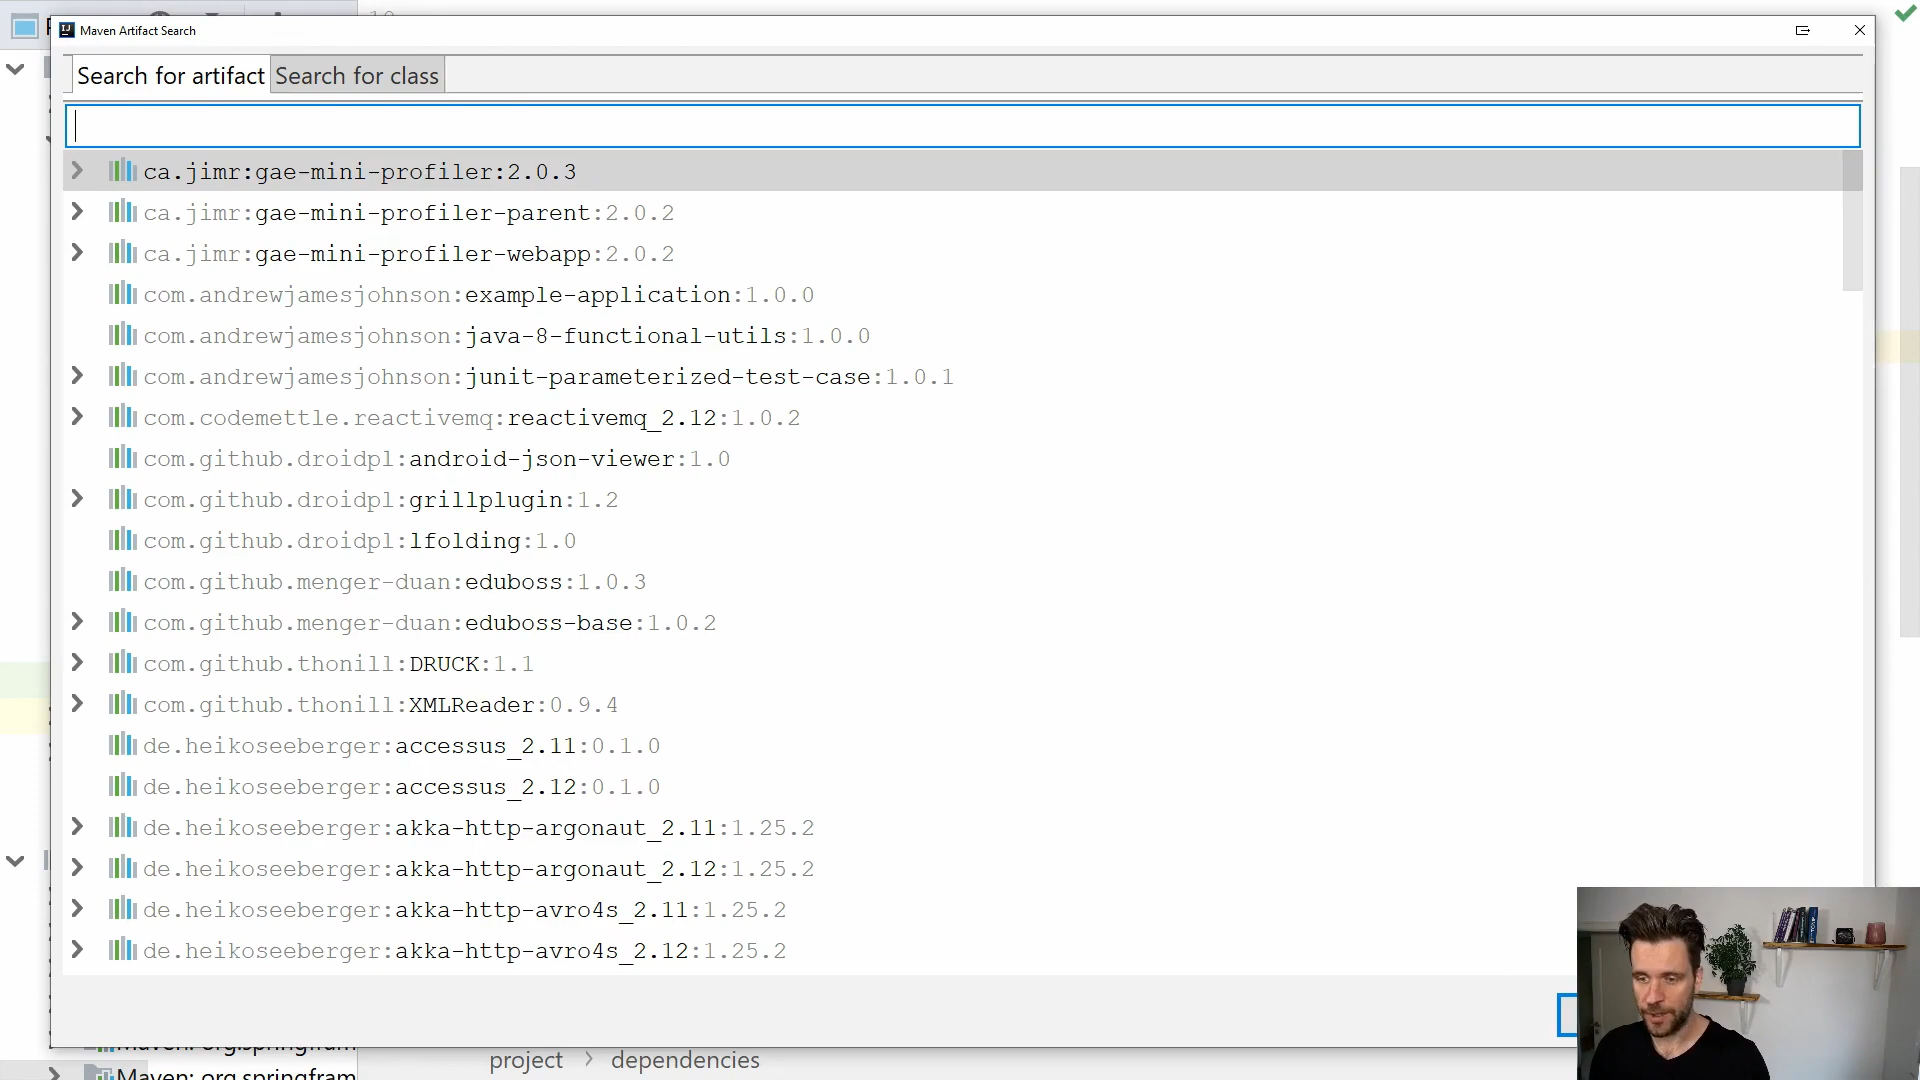 Maven Artifact Search
Search for artifact
Search for class
ca.jimr:gae-mini-profiler:2.0.3
ca.jimr:gae-mini-profiler-parent:2.0.2
ca.jimr:gae-mini-profiler-webapp:2.0.2
com.andrewjamesjohnson:example-application:1.0.0
com.andrewjamesjohnson:java-8-functional-utils:1.0.0
com.andrewjamesjohnson:junit-parameterized-test-case:1.0.1
com.codemettle.reactivemq:reactivemq_2.12:1.0.2
com.github.droidpl:android-json-viewer:1.0
com.github.droidpl:grillplugin:1.2
com.github.droidpl:lfolding:1.0
com.github.menger-duan:eduboss:1.0.3
com.github.menger-duan:eduboss-base:1.0.2
com.github.thonill:DRUCK:1.1
com.github.thonill:XMLReader:0.9.4
de.heikoseeberger:accessus_2.11:0.1.0
de.heikoseeberger:accessus_2.12:0.1.0
de.heikoseeberger:akka-http-argonaut_2.11:1.25.2
de.heikoseeberger:akka-http-argonaut_2.12:1.25.2
de.heikoseeberger:akka-http-avro4s_2.11:1.25.2
de.heikoseeberger:akka-http-avro4s_2.12:1.25.2
Maven: org.springfram
project > dependencies
Maven: org.springfram